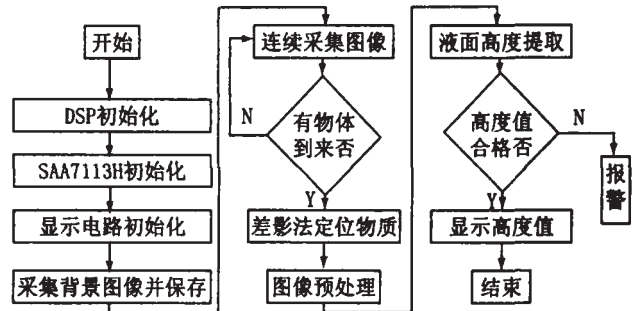 开始
DSP初始化
SAA7113H初始化
显示电路初始化
采集背景图像并保存
连续采集图像
N
有物体
到来否
Y
差影法定位物质
图像预处理
液面高度提取
高度值
合格否
N
报
警
Y
显示高度值
结束